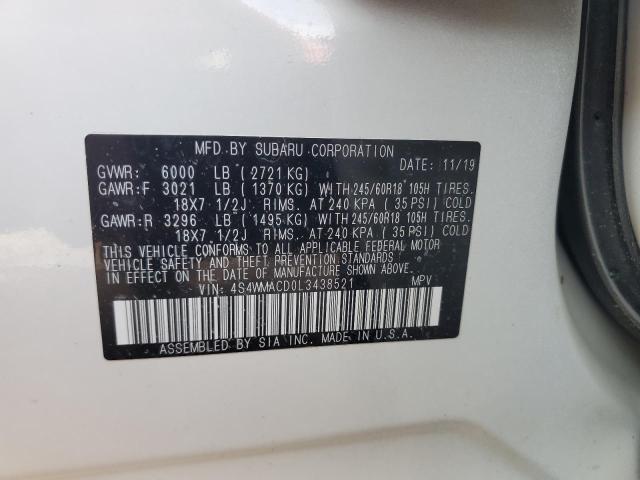 MFD. BY SUBARU CORPORATION
DATE: 11/19
GVWR: 6000 LB (2721 KG)
GAWR:F 3021 LB (1370 KG) WITH 245/60R18 105H TIRES.
18X7 1/2J RIMS. AT 240 KPA ( 35 PSI) COLD
GAWR:R 3296 LB (1495 KG) WITH 245/60R18 105H TIRES.
18X7 1/2J RIMS. AT 240 KPA ( 35 PSI) COLD
THIS VEHICLE CONFORMS TO ALL APPLICABLE FEDERAL MOTOR
VEHICLE SAFETY AND THEFT PREVENTION STANDARDS
IN EFFECT ON THE DATE OF MANUFACTURE SHOWN ABOVE.
VIN: 4S4WMACD0L3438521 MPV
ASSEMBLED BY SIA INC. MADE IN U.S.A.